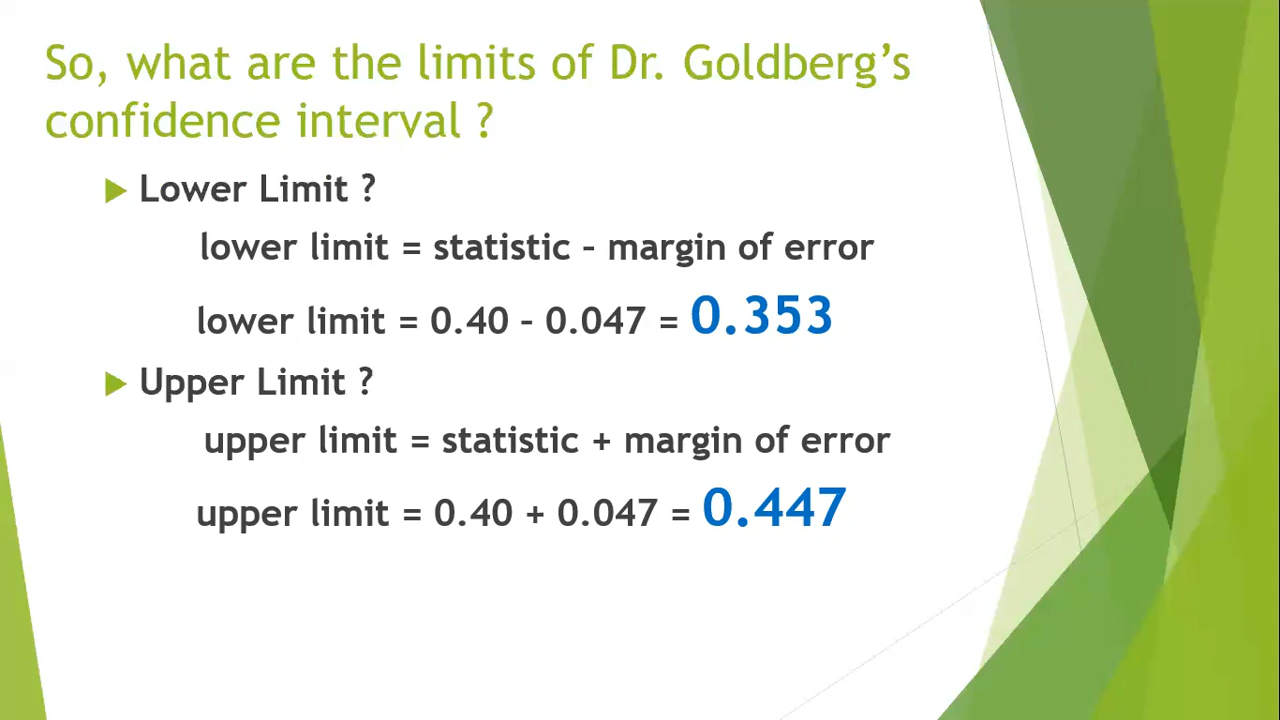 So, what are the limits of Dr. Goldberg’s
confidence interval ?
Lower Limit ?
lower limit = statistic – margin of error
lower limit = 0.40 – 0.047 = 0.353
Upper Limit ?
upper limit = statistic + margin of error
upper limit = 0.40 + 0.047 = 0.447